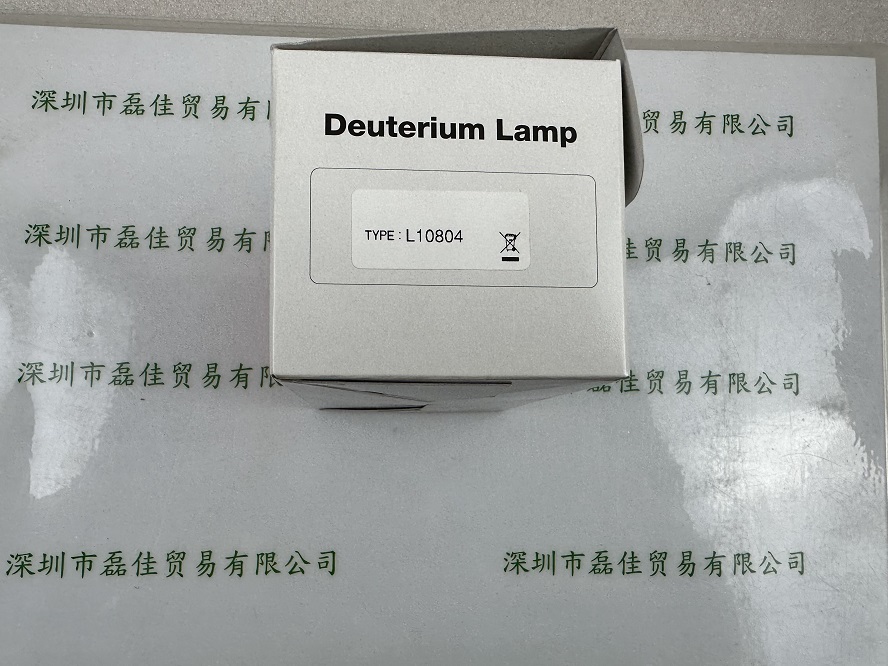 深圳市磊佳贸易有
贸易有限公司
Deuterium Lamp
深圳市磊佳贸易有
佳贸易有限公司
TYPE : L10804
深圳市磊佳贸易有限
磊佳贸易有限公司
深圳市磊佳贸易有限公司
深圳市磊佳贸易有限公司